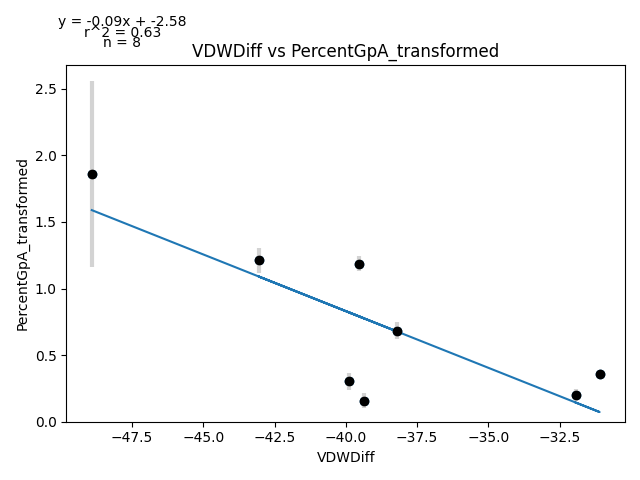 y = -0.09x + -2.58
r^2 = 0.63
n = 8
VDWDiff vs PercentGpA_transformed
PercentGpA_transformed
2.5
2.0
1.5
1.0
0.5
0.0
−47.5 −45.0 −42.5 −40.0 −37.5 −35.0 −32.5
VDWDiff